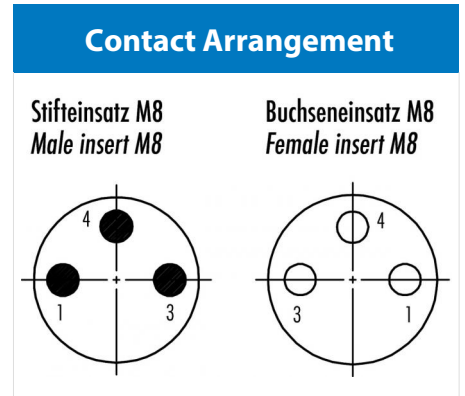 Contact Arrangement
Stifteinsatz M8
Male insert M8
4
1
3
Buchseneinsatz M8
Female insert M8
4
3
1